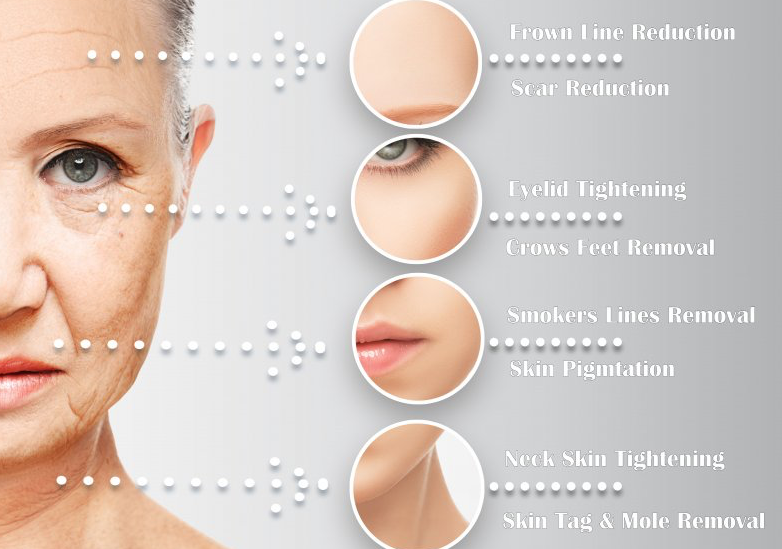 Frown Line Reduction
Scar Reduction
Eyelid Tightening
Crows Feet Removal
Smokers Lines Removal
Skin Pigmtation
Neck Skin Tightening
Skin Tag & Mole Removal